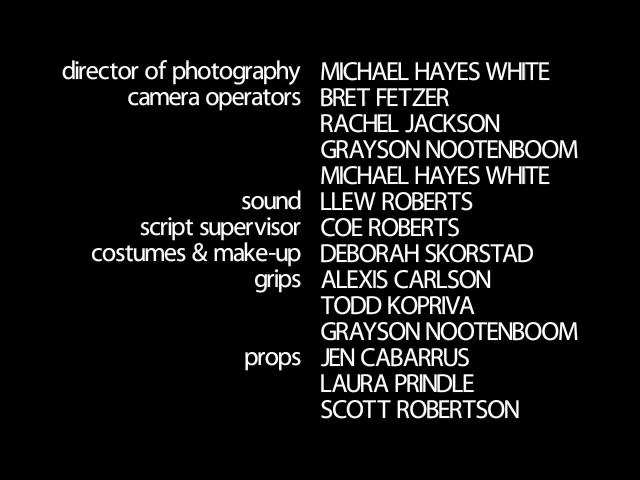 director of photography MICHAEL HAYES WHITE
camera operators BRET FETZER
RACHEL JACKSON
GRAYSON NOOTENBOOM
MICHAEL HAYES WHITE
sound LLEW ROBERTS
script supervisor COE ROBERTS
costumes & make-up DEBORAH SKORSTAD
grips ALEXIS CARLSON
TODD KOPRIVA
GRAYSON NOOTENBOOM
props JEN CABARRUS
LAURA PRINDLE
SCOTT ROBERTSON